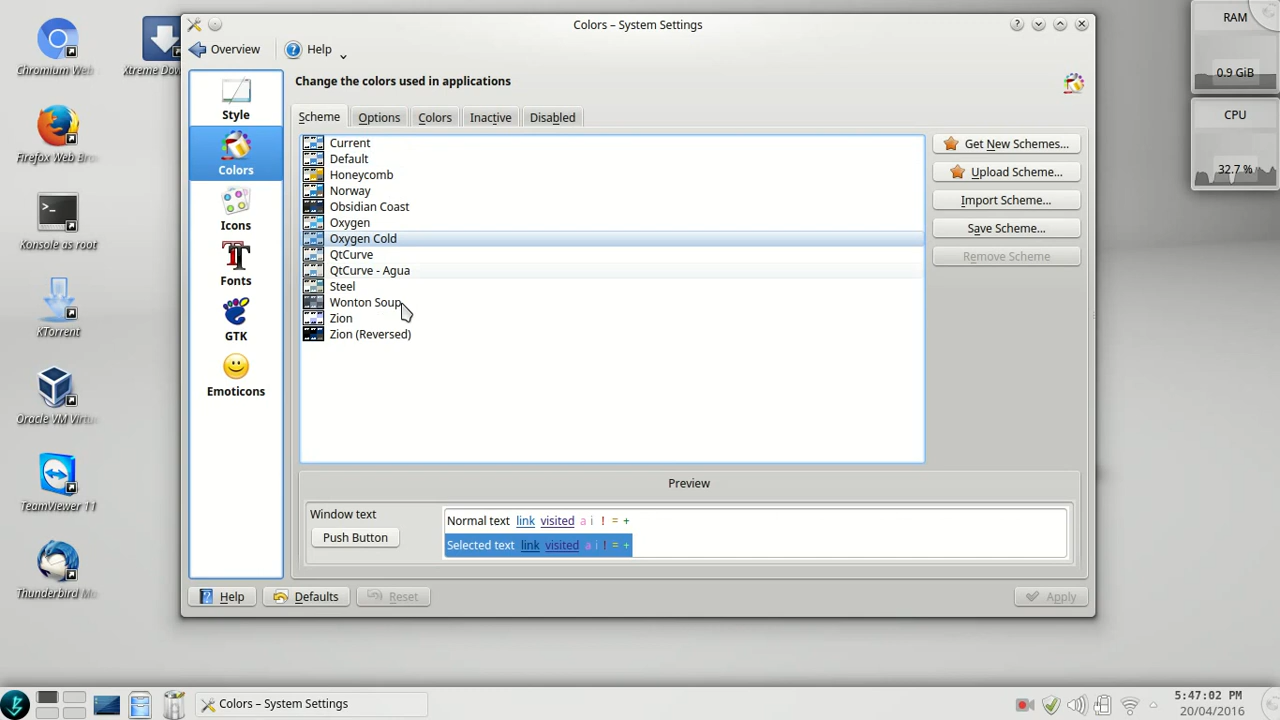 Colors – System Settings
Overview
Help
Change the colors used in applications
Style
Colors
Icons
Fonts
GTK
Emoticons
Scheme
Options
Colors
Inactive
Disabled
Current
Default
Honeycomb
Norway
Obsidian Coast
Oxygen
Oxygen Cold
QtCurve
QtCurve - Agua
Steel
Wonton Soup
Zion
Zion (Reversed)
Get New Schemes...
Upload Scheme...
Import Scheme...
Save Scheme...
Remove Scheme
Preview
Window text
Push Button
Normal text link visited a i ! = +
Selected text link visited a i ! = +
Help
Defaults
Reset
Apply
Chromium Web
Xtreme Dow
Firefox Web Bro
Konsole as root
KTorrent
Oracle VM Virtu
TeamViewer 11
Thunderbird Ma
RAM
0.9 GiB
CPU
32.7 %
Colors – System Settings
5:47:02 PM
20/04/2016